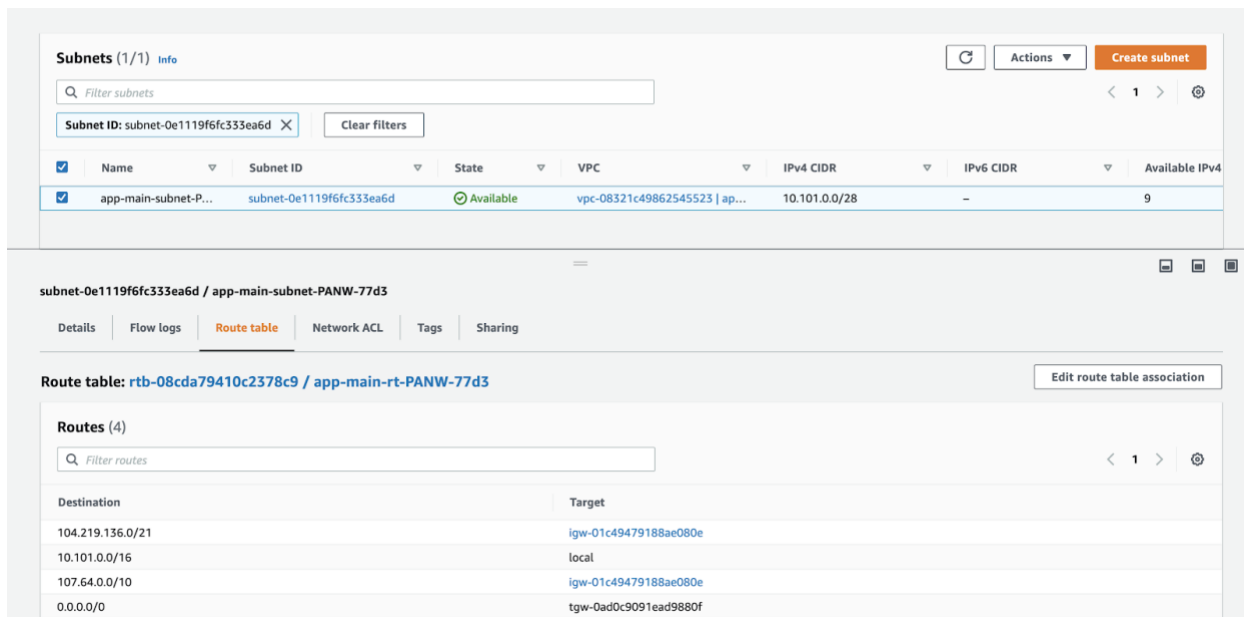 Subnets (1/1) Info
Actions ▼ Create subnet
Filter subnets
< 1 >
Subnet ID: subnet-0e1119f6fc333ea6d X Clear filters
Name Subnet ID State VPC IPv4 CIDR IPv6 CIDR Available IPv4
app-main-subnet-P... subnet-0e1119f6fc333ea6d Available vpc-08321c49862545523 | ap... 10.101.0.0/28 – 9
subnet-0e1119f6fc333ea6d / app-main-subnet-PANW-77d3
Details Flow logs Route table Network ACL Tags Sharing
Route table: rtb-08cda79410c2378c9 / app-main-rt-PANW-77d3 Edit route table association
Routes (4)
Filter routes
< 1 >
Destination Target
104.219.136.0/21 igw-01c49479188ae080e
10.101.0.0/16 local
107.64.0.0/10 igw-01c49479188ae080e
0.0.0.0/0 tgw-0ad0c9091ead9880f